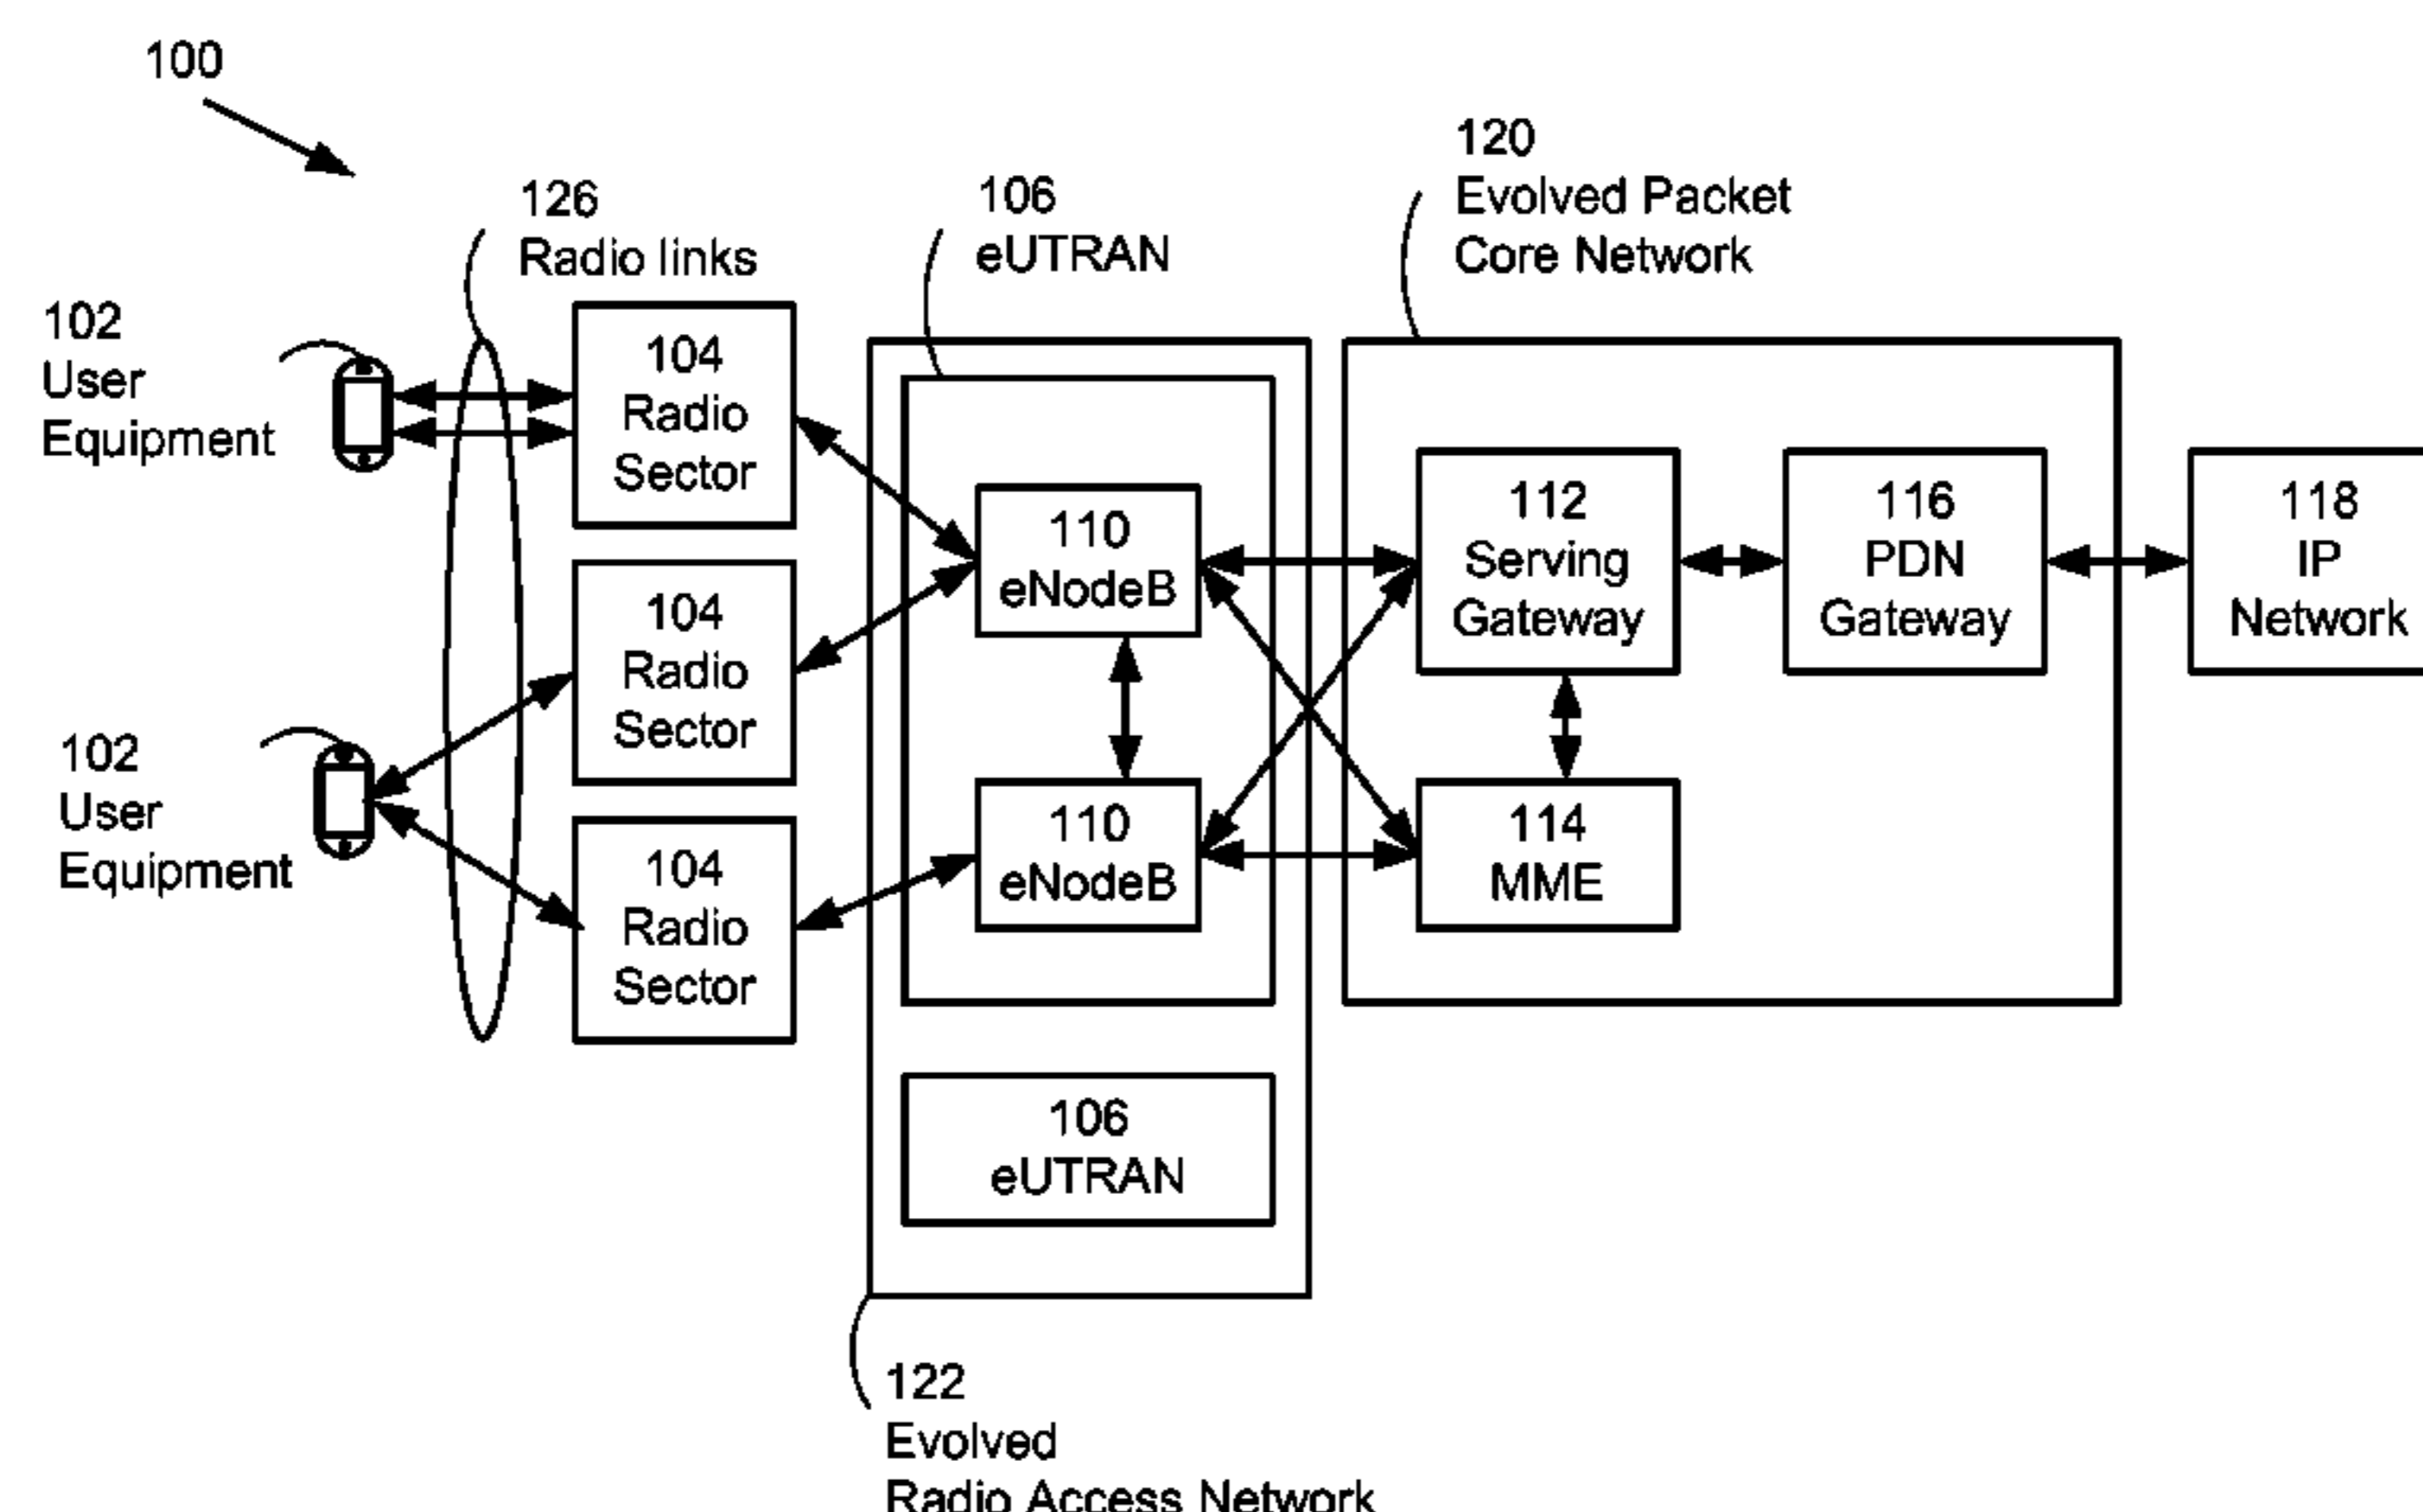 100
126
Radio links
106
eUTRAN
120
Evolved Packet
Core Network
102
User
Equipment
104
Radio
Sector
110
eNodeB
112
Serving
Gateway
116
PDN
Gateway
118
IP
Network
104
Radio
Sector
102
User
Equipment
104
Radio
Sector
110
eNodeB
114
MME
106
eUTRAN
122
Evolved
Radio Access Network